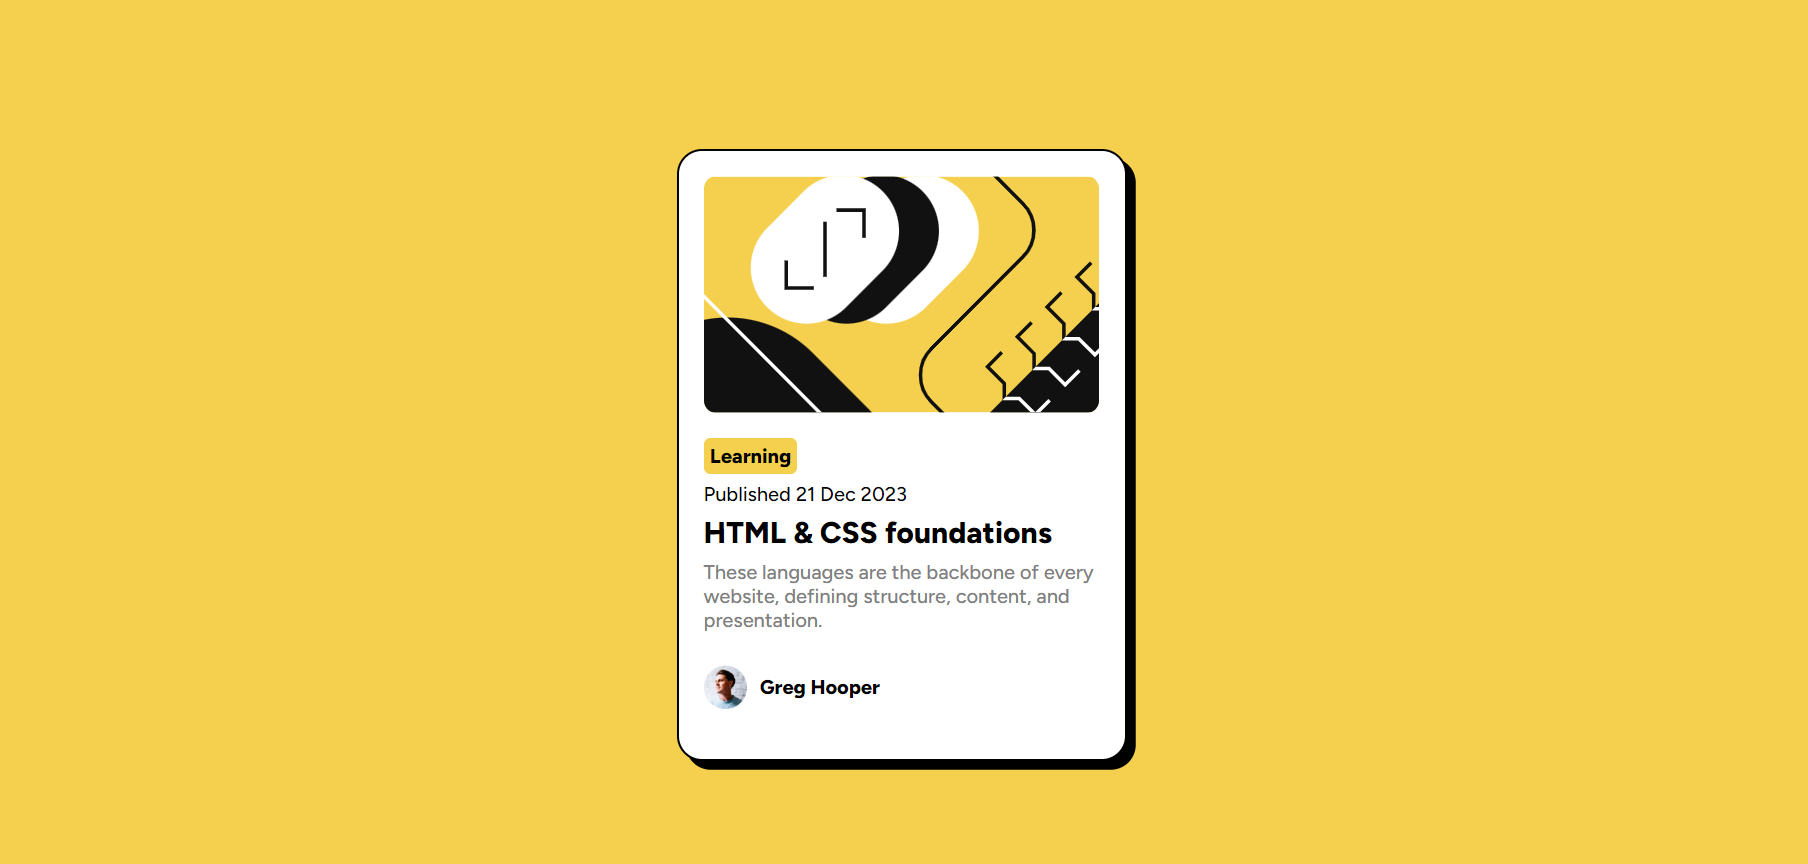 Learning
Published 21 Dec 2023
HTML & CSS foundations
These languages are the backbone of every
website, defining structure, content, and
presentation.
Greg Hooper